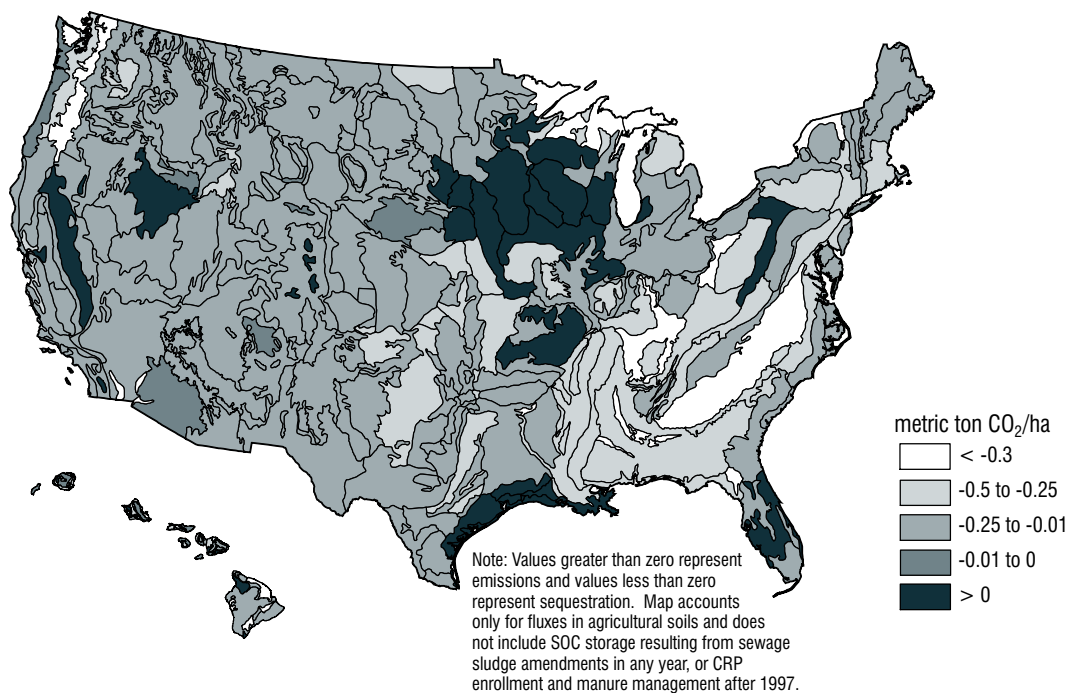 metric ton CO₂/ha
< -0.3
-0.5 to -0.25
-0.25 to -0.01
-0.01 to 0
> 0
Note: Values greater than zero represent
emissions and values less than zero
represent sequestration. Map accounts
only for fluxes in agricultural soils and does
not include SOC storage resulting from sewage
sludge amendments in any year, or CRP
enrollment and manure management after 1997.